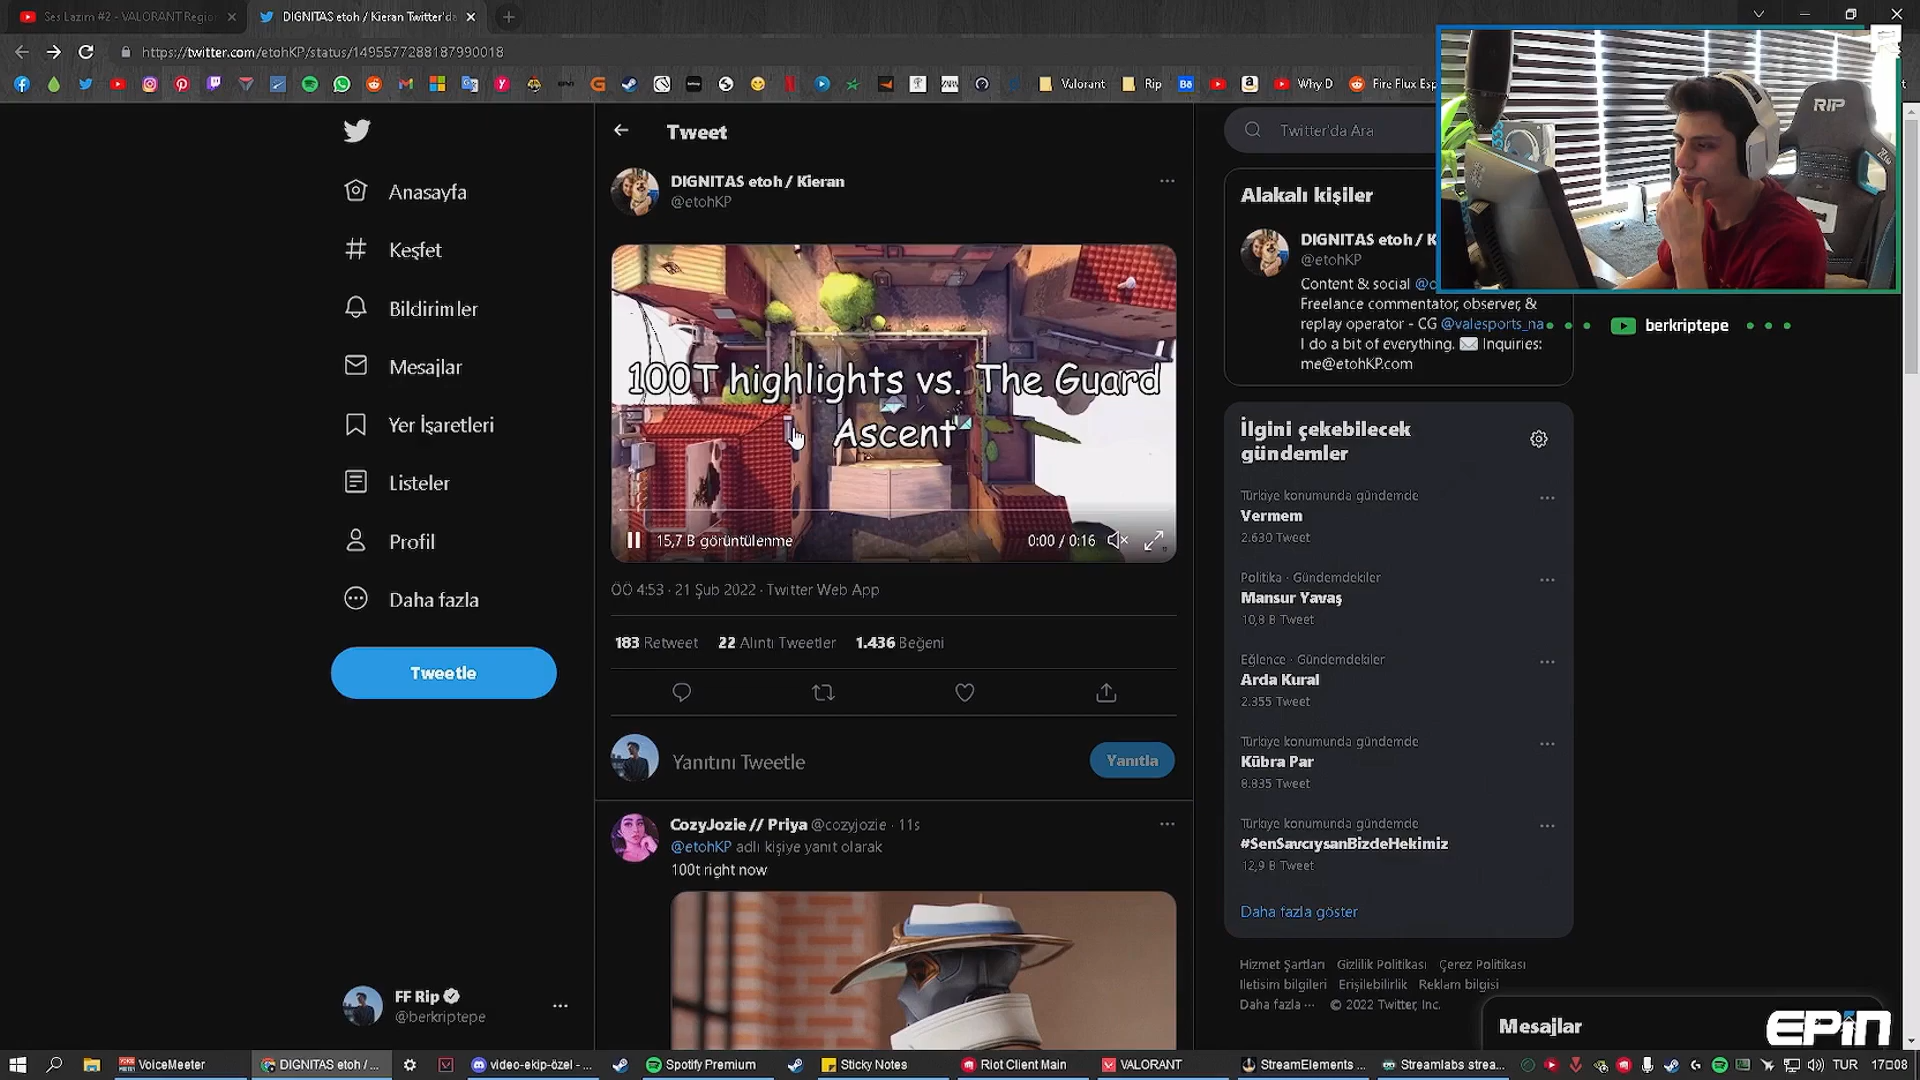 Ses Lazım #2 - VALORANT Regio
DIGNITAS etoh / Kieran Twitter'da
https://twitter.com/etohKP/status/1495577288187990018
Valorant
Rip
Why D
Fire Flux Esp
Tweet
Anasayfa
Keşfet
Bildirimler
Mesajlar
Yer İşaretleri
Listeler
Profil
Daha fazla
Tweetle
FF Rip
@berkriptepe
DIGNITAS etoh / Kieran
@etohKP
100T highlights vs. The Guard
Ascent
15,7 B görüntülenme
0:00 / 0:16
ÖÖ 4:53 · 21 Şub 2022 · Twitter Web App
183 Retweet 22 Alıntı Tweetler 1.436 Beğeni
Yanıtını Tweetle
Yanıtla
CozyJozie // Priya @cozyjozie · 11s
@etohKP adlı kişiye yanıt olarak
100t right now
Twitter'da Ara
Alakalı kişiler
DIGNITAS etoh / K
@etohKP
Content & social
Freelance commentator, observer, &
replay operator - CG @valesports_na
I do a bit of everything. Inquiries:
me@etohKP.com
RIP
berkriptepe
İlgini çekebilecek
gündemler
Türkiye konumunda gündemde
Vermem
2.630 Tweet
Politika · Gündemdekiler
Mansur Yavaş
10,8 B Tweet
Eğlence · Gündemdekiler
Arda Kural
2.355 Tweet
Türkiye konumunda gündemde
Kübra Par
8.835 Tweet
Türkiye konumunda gündemde
#SenSavcıysanBizdeHekimiz
12,9 B Tweet
Daha fazla göster
Hizmet Şartları Gizlilik Politikası Çerez Politikası
İletişim bilgileri Erişilebilirlik Reklam bilgisi
Daha fazla ··· © 2022 Twitter, Inc.
Mesajlar
EPİN
VoiceMeeter
DIGNITAS etoh / ...
video-ekip-özel - ...
Spotify Premium
Sticky Notes
Riot Client Main
VALORANT
StreamElements ...
Streamlabs strea...
TUR
17:08